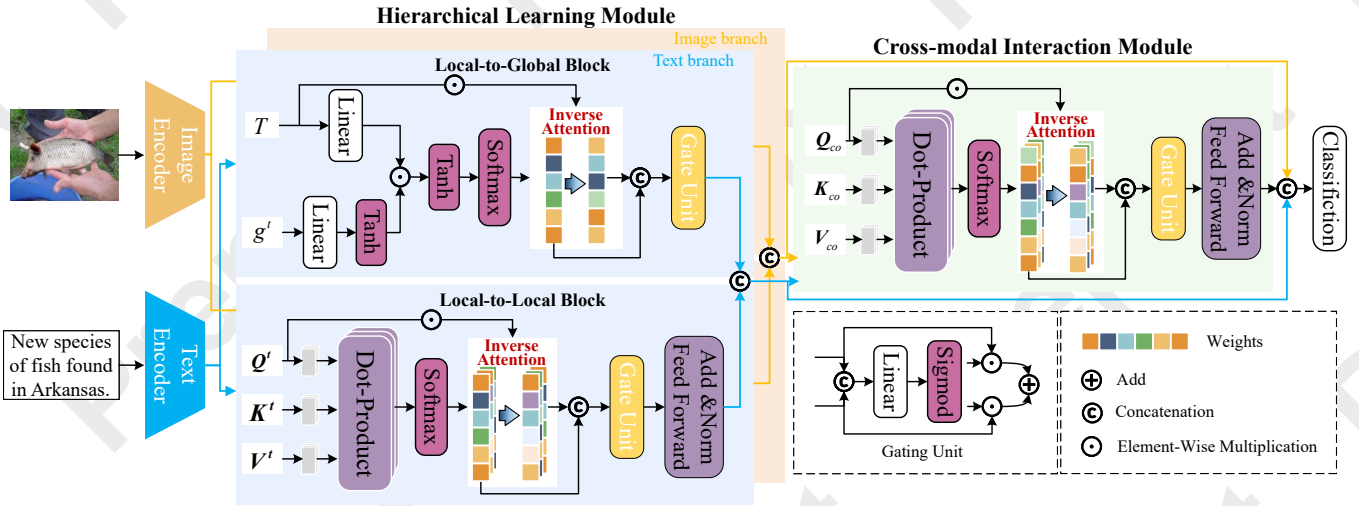 Hierarchical Learning Module
Image branch
Text branch
Cross-modal Interaction Module
Local-to-Global Block
Image
Encoder
T
Linear
Inverse
Attention
Tanh
Softmax
Gate Unit
g^t
Linear
Tanh
Q_co
K_co
V_co
Dot-Product
Softmax
Inverse
Attention
Gate Unit
Add &Norm
Feed Forward
Classifiction
C
C
C
C
C
New species
of fish found
in Arkansas.
Text
Encoder
Local-to-Local Block
Q^t
K^t
V^t
Dot-Product
Softmax
Inverse
Attention
C
Gate Unit
Add &Norm
Feed Forward
C
Linear
Sigmod
Gating Unit
Weights
Add
C Concatenation
Element-Wise Multiplication